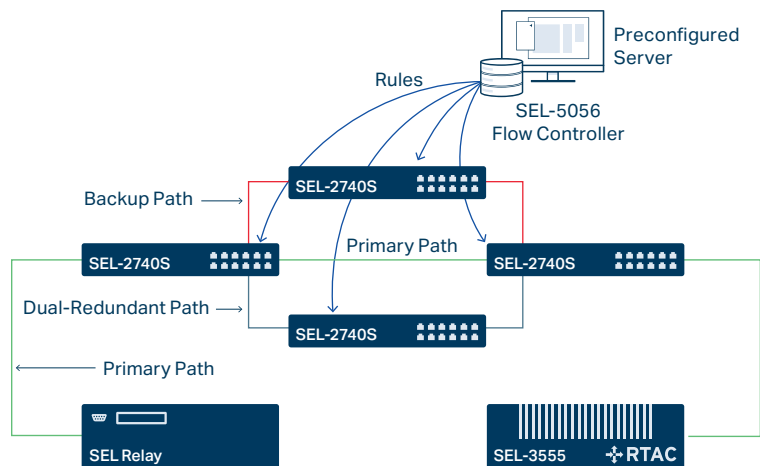 Preconfigured
Server
Rules
SEL-5056
Flow Controller
SEL-2740S
Backup Path
Primary Path
SEL-2740S
SEL-2740S
Dual-Redundant Path
SEL-2740S
Primary Path
SEL Relay
SEL-3555
RTAC